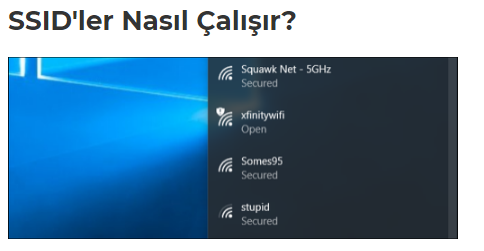 SSID'ler Nasıl Çalışır?
Squawk Net - 5GHz
Secured
xfinitywifi
Open
Somes95
Secured
stupid
Secured